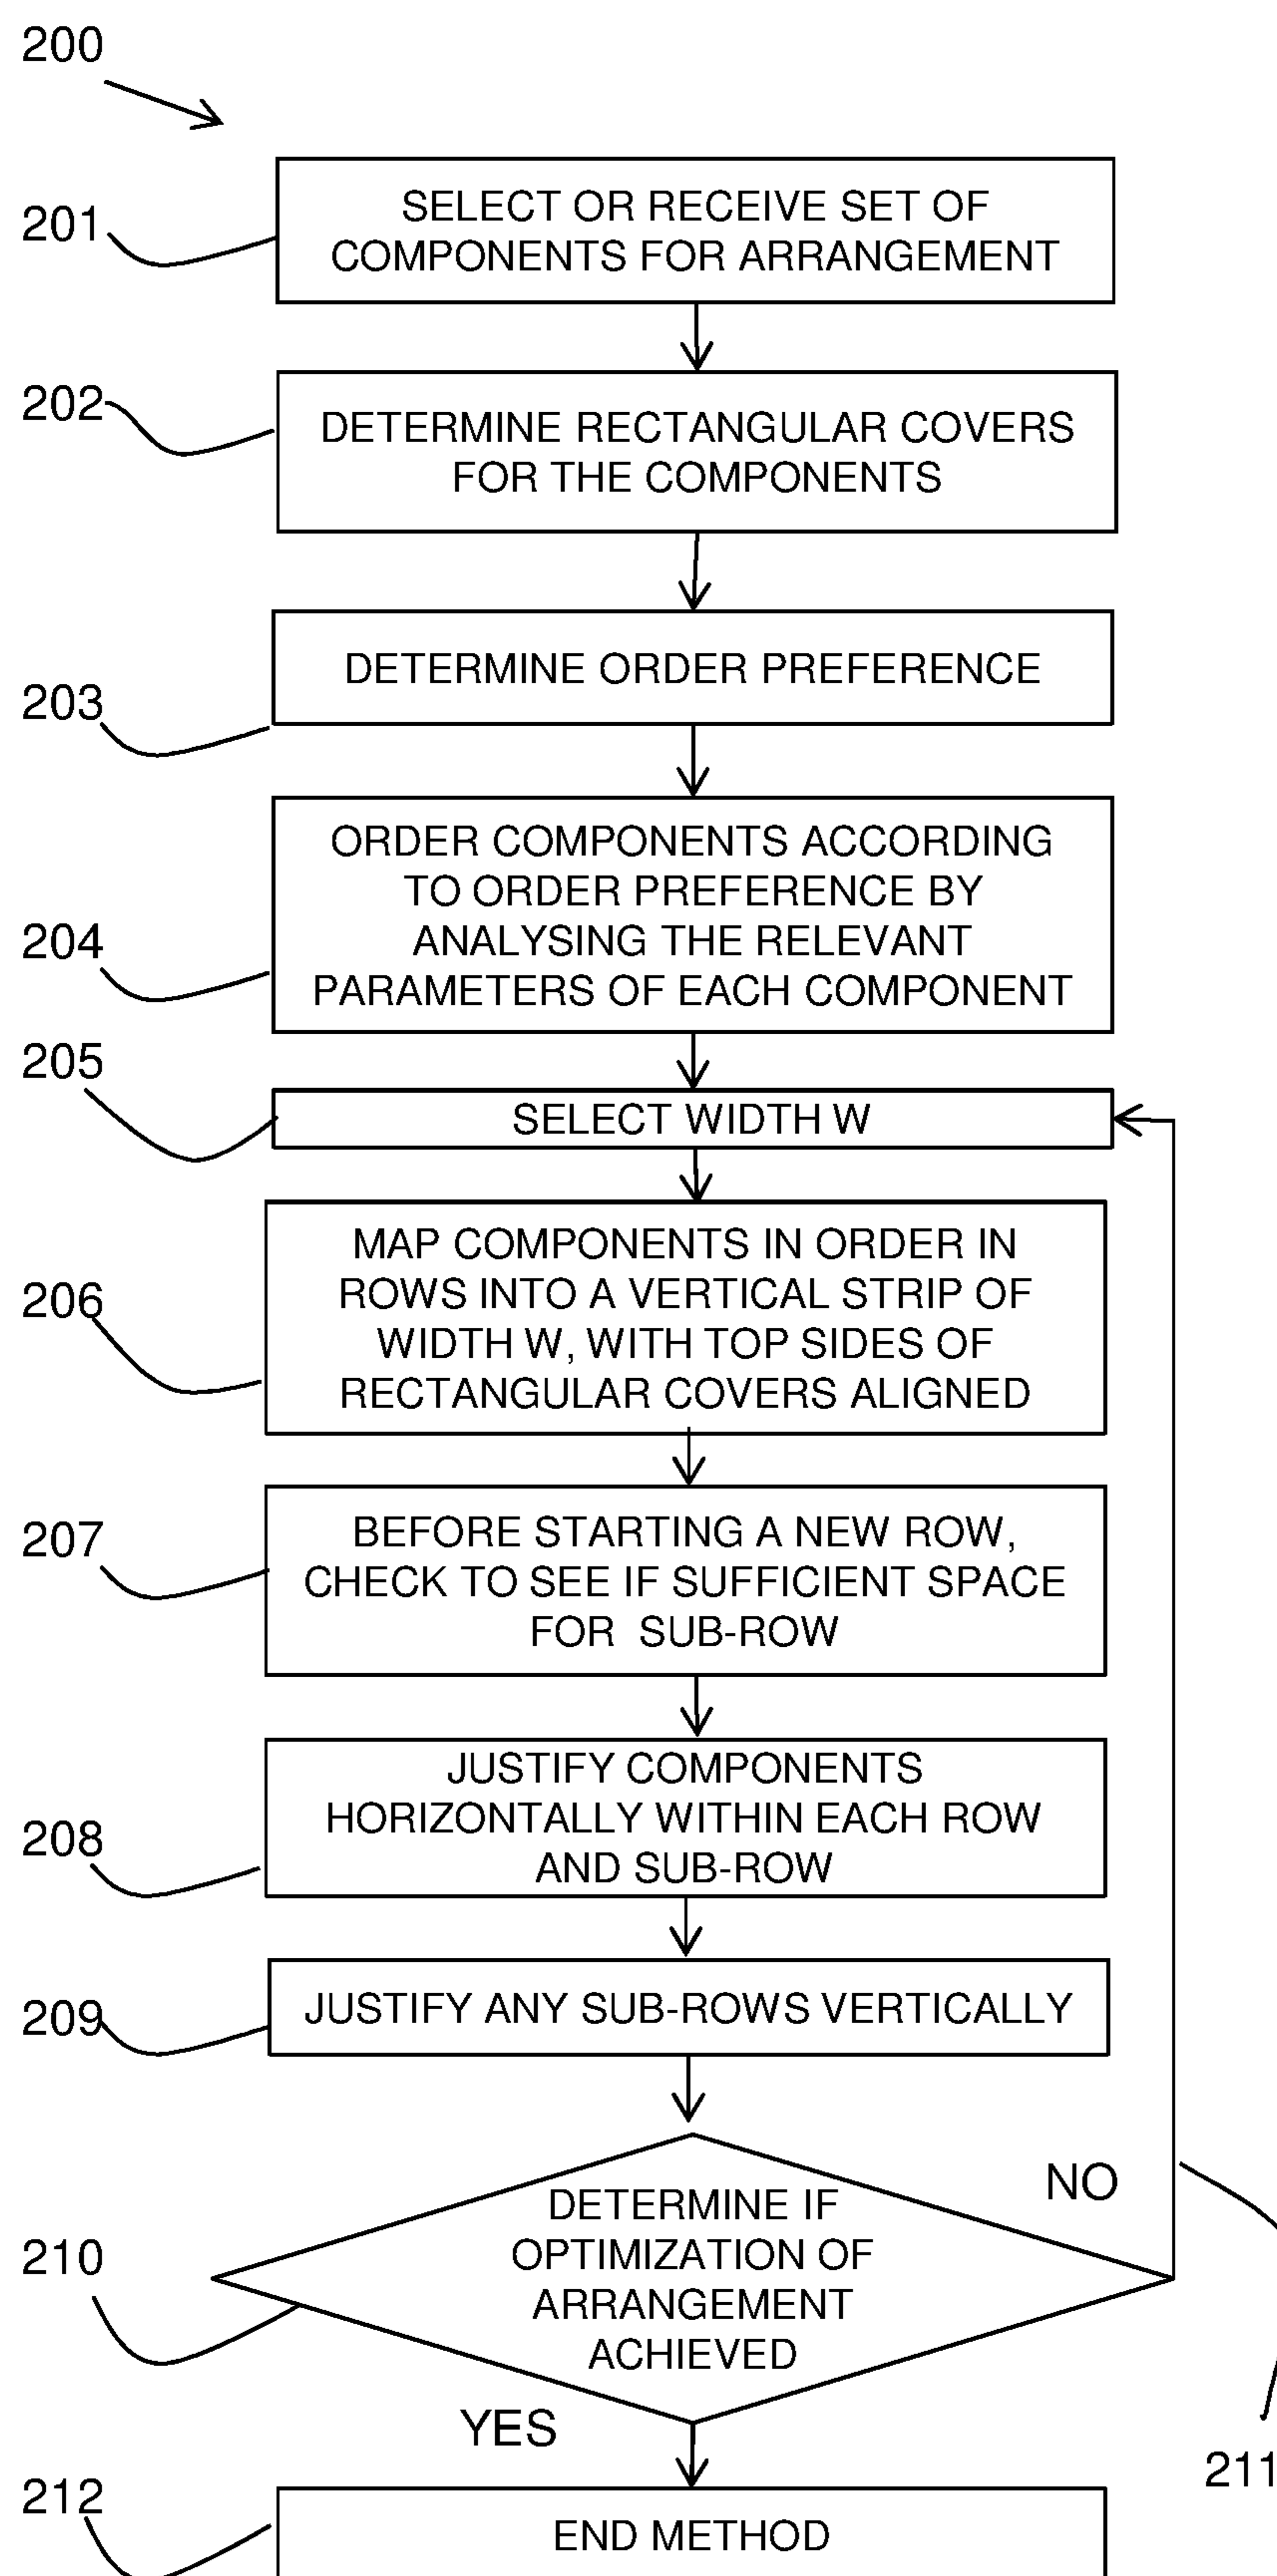 200
201
SELECT OR RECEIVE SET OF
COMPONENTS FOR ARRANGEMENT
202
DETERMINE RECTANGULAR COVERS
FOR THE COMPONENTS
203
DETERMINE ORDER PREFERENCE
204
ORDER COMPONENTS ACCORDING
TO ORDER PREFERENCE BY
ANALYSING THE RELEVANT
PARAMETERS OF EACH COMPONENT
205
SELECT WIDTH W
206
MAP COMPONENTS IN ORDER IN
ROWS INTO A VERTICAL STRIP OF
WIDTH W, WITH TOP SIDES OF
RECTANGULAR COVERS ALIGNED
207
BEFORE STARTING A NEW ROW,
CHECK TO SEE IF SUFFICIENT SPACE
FOR SUB-ROW
208
JUSTIFY COMPONENTS
HORIZONTALLY WITHIN EACH ROW
AND SUB-ROW
209
JUSTIFY ANY SUB-ROWS VERTICALLY
210
DETERMINE IF
OPTIMIZATION OF
ARRANGEMENT
ACHIEVED
NO
YES
211
212
END METHOD